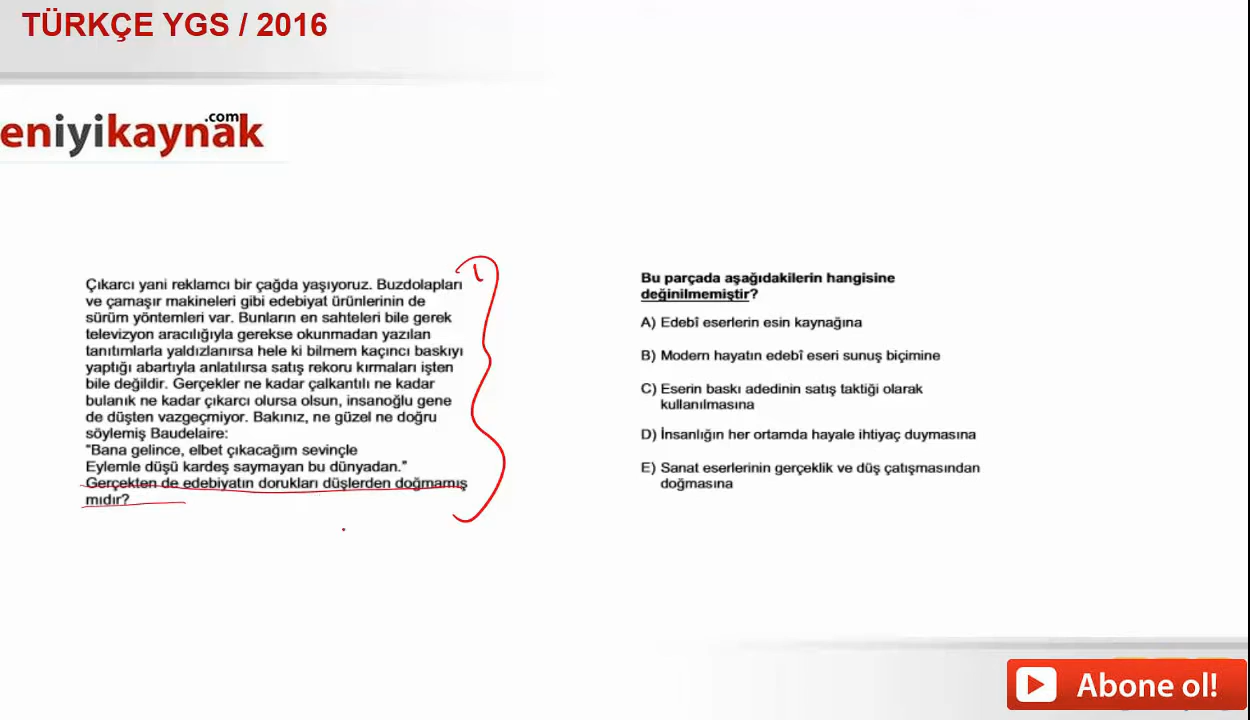 TÜRKÇE YGS / 2016
eniyikaynak.com
Çıkarcı yani reklamcı bir çağda yaşıyoruz. Buzdolapları
ve çamaşır makineleri gibi edebiyat ürünlerinin de
sürüm yöntemleri var. Bunların en sahteleri bile gerek
televizyon aracılığıyla gerekse okunmadan yazılan
tanıtımlarla yaldızlanırsa hele ki bilmem kaçıncı baskıyı
yaptığı abartıyla anlatılırsa satış rekoru kırmaları işten
bile değildir. Gerçekler ne kadar çalkantılı ne kadar
bulanık ne kadar çıkarcı olursa olsun, insanoğlu gene
de düşten vazgeçmiyor. Bakınız, ne güzel ne doğru
söylemiş Baudelaire:
"Bana gelince, elbet çıkacağım sevinçle
Eylemle düşü kardeş saymayan bu dünyadan."
Gerçekten de edebiyatın dorukları düşlerden doğmamış
mıdır?
Bu parçada aşağıdakilerin hangisine
değinilmemiştir?
A) Edebî eserlerin esin kaynağına
B) Modern hayatın edebî eseri sunuş biçimine
C) Eserin baskı adedinin satış taktiği olarak
kullanılmasına
D) İnsanlığın her ortamda hayale ihtiyaç duymasına
E) Sanat eserlerinin gerçeklik ve düş çatışmasından
doğmasına
Abone ol!